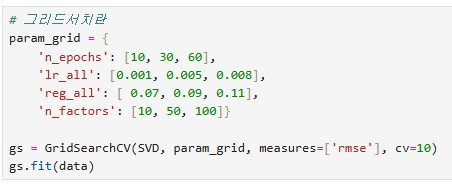 # 그리드서치란
param_grid = {
    'n_epochs': [10, 30, 60],
    'lr_all': [0.001, 0.005, 0.008],
    'reg_all': [ 0.07, 0.09, 0.11],
    'n_factors': [10, 50, 100]}
gs = GridSearchCV(SVD, param_grid, measures=['rmse'], cv=10)
gs.fit(data)